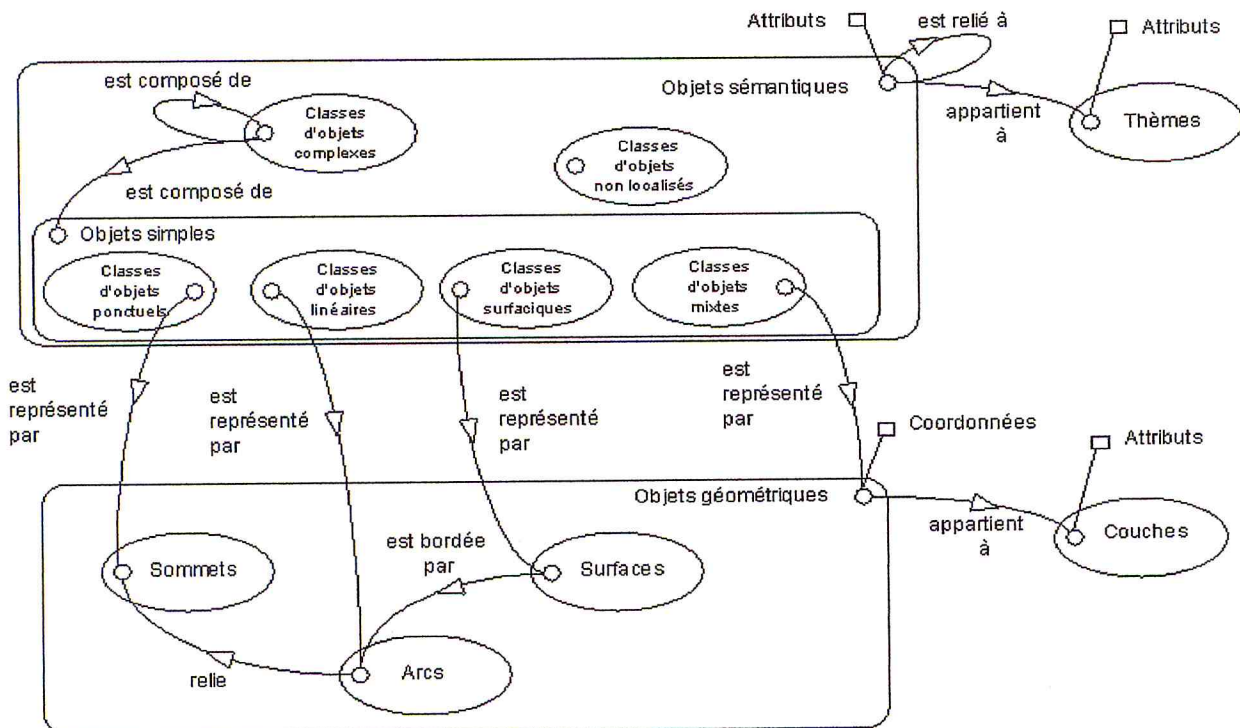 Attributs
est relié à
Attributs
est composé de
Objets sémantiques
appartient
à
Thèmes
Classes
d'objets
complexes
Classes
d'objets
non localisés
est composé de
Objets simples
Classes
d'objets
ponctuels
Classes
d'objets
linéaires
Classes
d'objets
surfaciques
Classes
d'objets
mixtes
est
représenté
par
est
représenté
par
est
représenté
par
est
représenté
par
Coordonnées
Attributs
Objets géométriques
appartient
à
Couches
Sommets
est bordée
par
Surfaces
relie
Arcs